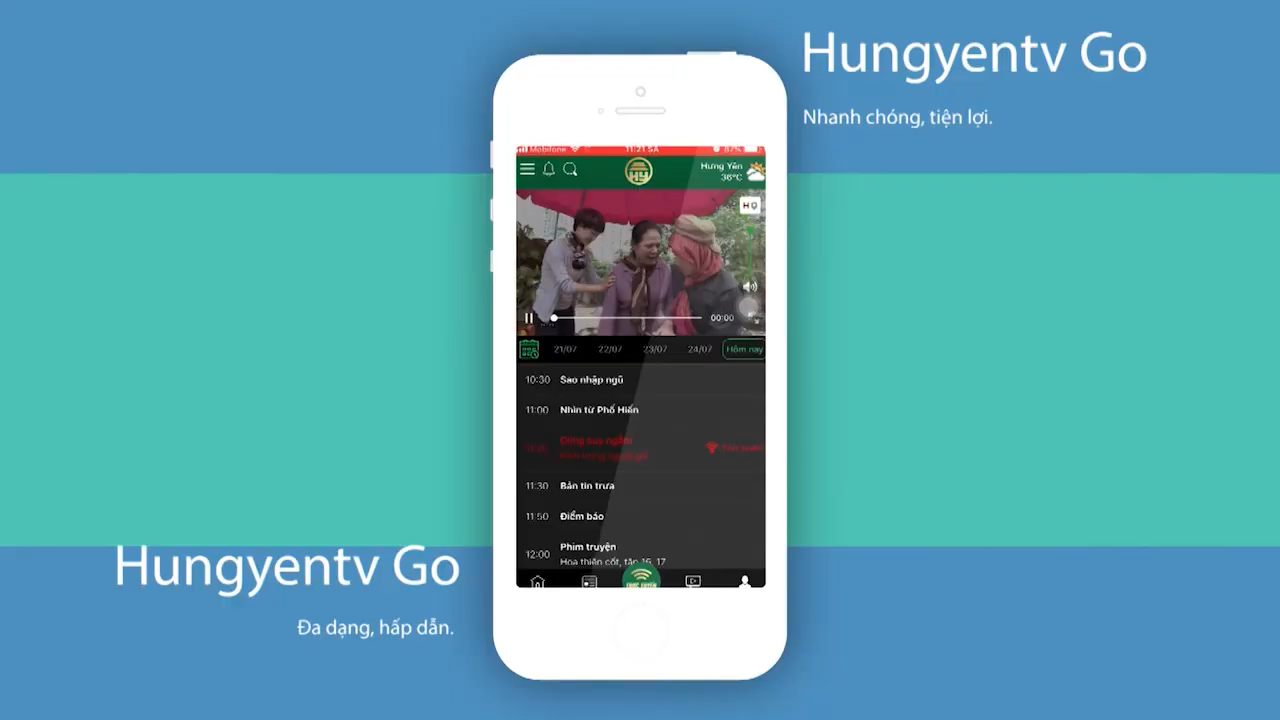 Hungyentv Go
Nhanh chóng, tiện lợi.
Mobifone 11:21 SA 87%
HY
Hưng Yên
36°C
HQ
00:00
21/07 22/07 23/07 24/07 Hôm nay
10:30 Sao nhập ngũ
11:00 Nhìn từ Phố Hiến
11:30 Bản tin trưa
11:50 Điểm báo
12:00 Phim truyện
Hoa thiên cốt, tập 16, 17
Hungyentv Go
Đa dạng, hấp dẫn.